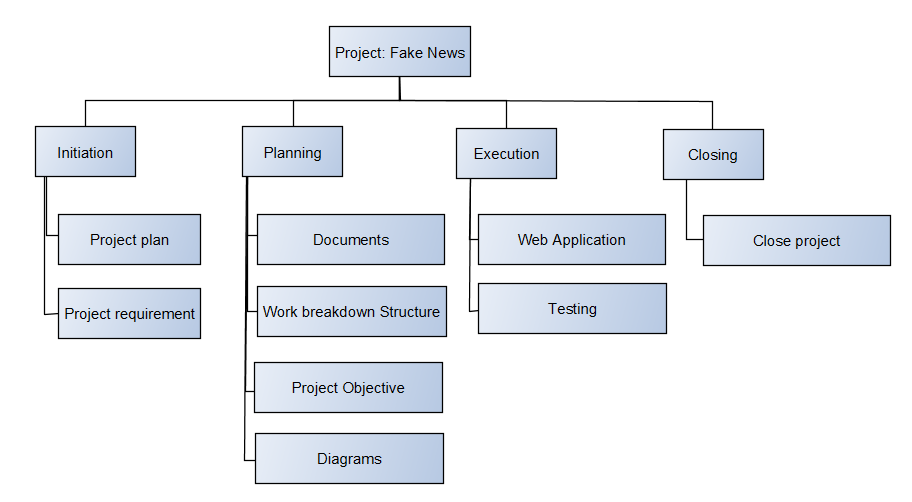 Project: Fake News
Initiation
Planning
Execution
Closing
Project plan
Project requirement
Documents
Work breakdown Structure
Project Objective
Diagrams
Web Application
Testing
Close project